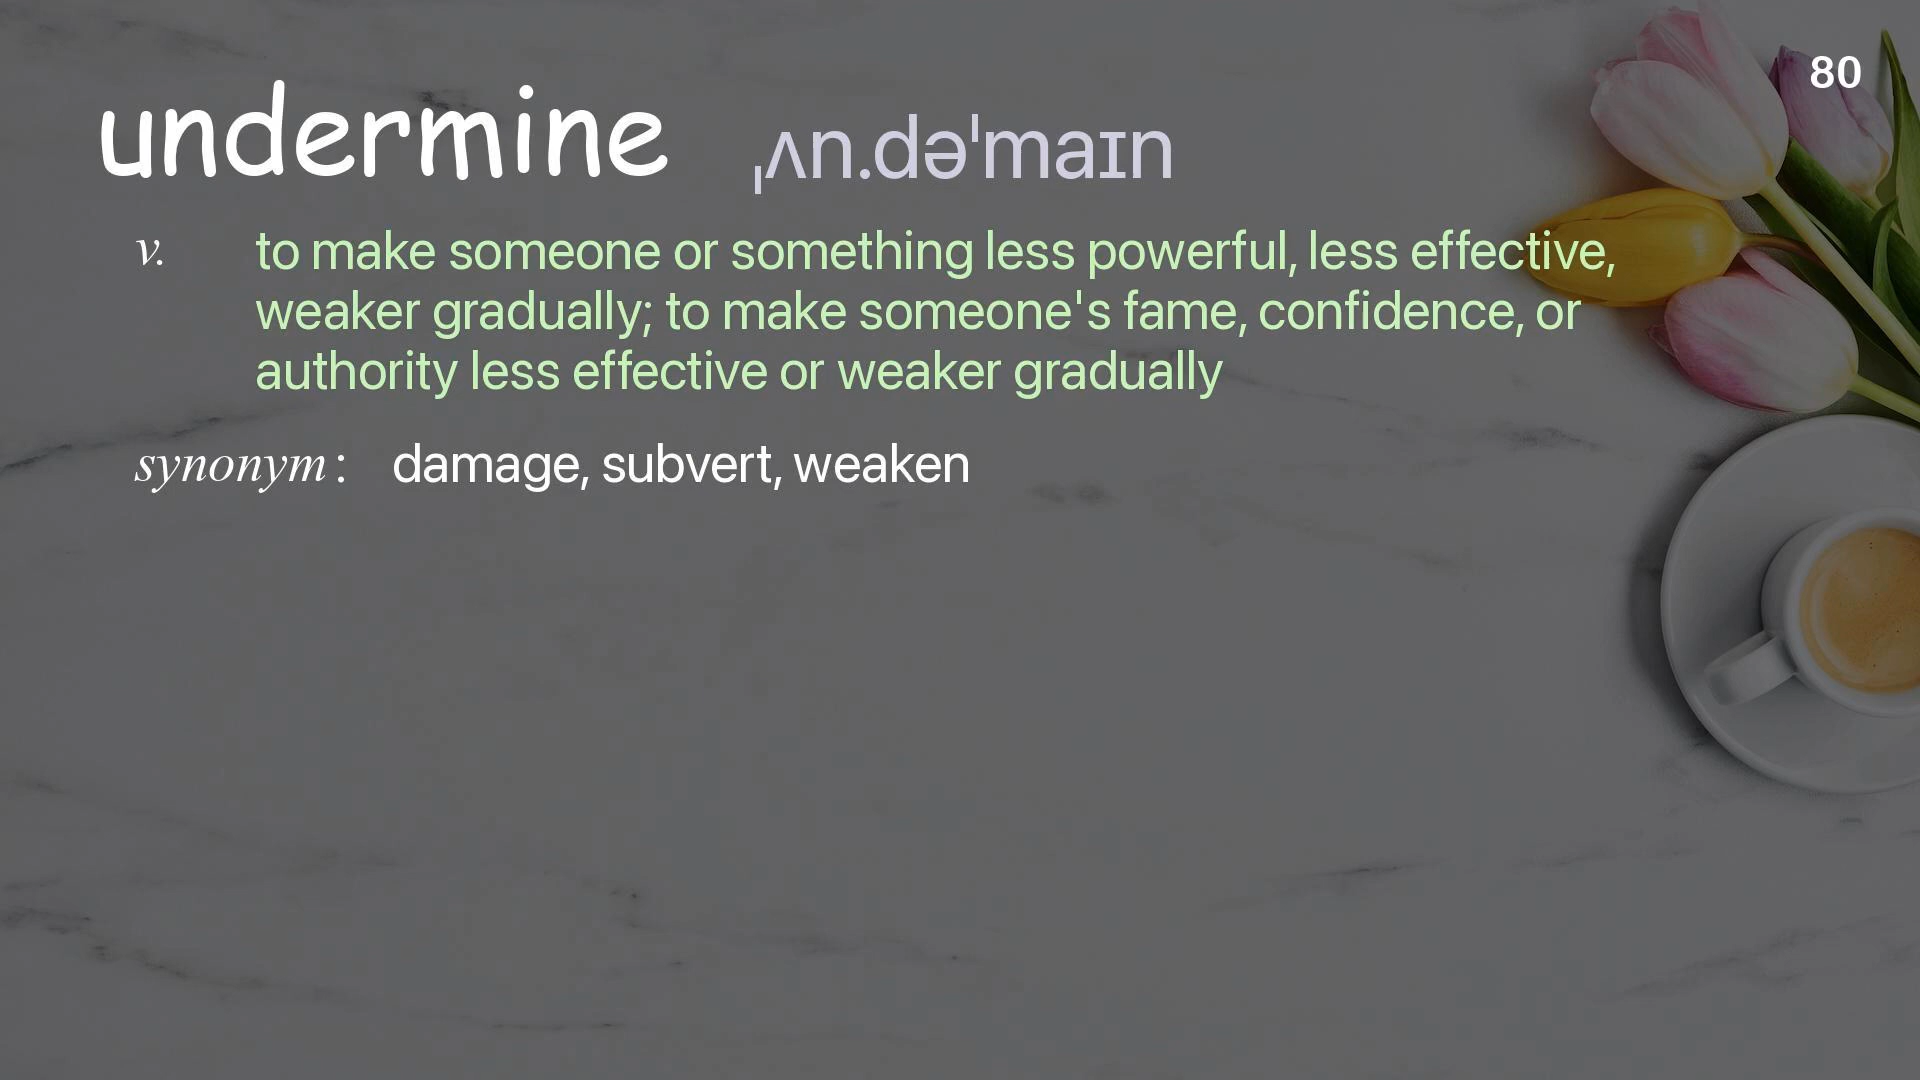 80
undermine ˌʌn.dəˈmaɪn
v. to make someone or something less powerful, less effective,
weaker gradually; to make someone's fame, confidence, or
authority less effective or weaker gradually
synonym : damage, subvert, weaken